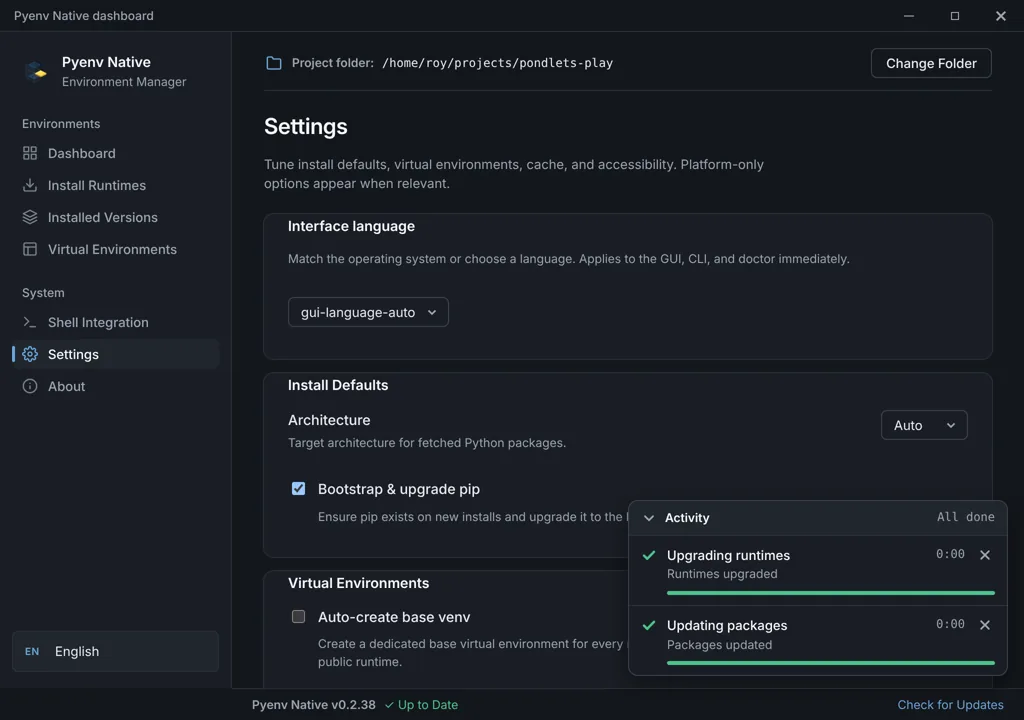 Pyenv Native dashboard
Pyenv Native
Environment Manager
Environments
Dashboard
Install Runtimes
Installed Versions
Virtual Environments
System
Shell Integration
Settings
About
EN English
Project folder: /home/roy/projects/pondlets-play
Change Folder
Settings
Tune install defaults, virtual environments, cache, and accessibility. Platform-only
options appear when relevant.
Interface language
Match the operating system or choose a language. Applies to the GUI, CLI, and doctor immediately.
gui-language-auto
Install Defaults
Architecture
Target architecture for fetched Python packages.
Auto
Bootstrap & upgrade pip
Ensure pip exists on new installs and upgrade it to the
Virtual Environments
Auto-create base venv
Create a dedicated base virtual environment for every
public runtime.
Activity
All done
Upgrading runtimes
0:00
Runtimes upgraded
Updating packages
0:00
Packages updated
Pyenv Native v0.2.38
Up to Date
Check for Updates